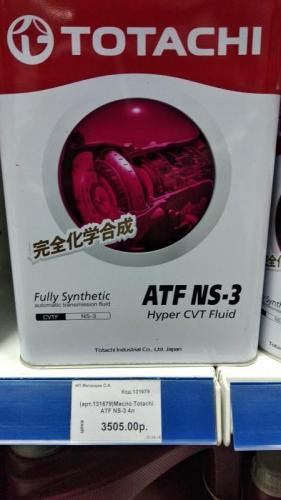 TOTACHI
完全化学合成
Fully Synthetic
automatic transmission fluid
CVTF NS-3
ATF NS-3
Hyper CVT Fluid
Totachi Industrial Co., Ltd. Japan
Код:131679
(арт.131679)Масло Totachi
ATF NS-3 4л
цена
3505.00р.